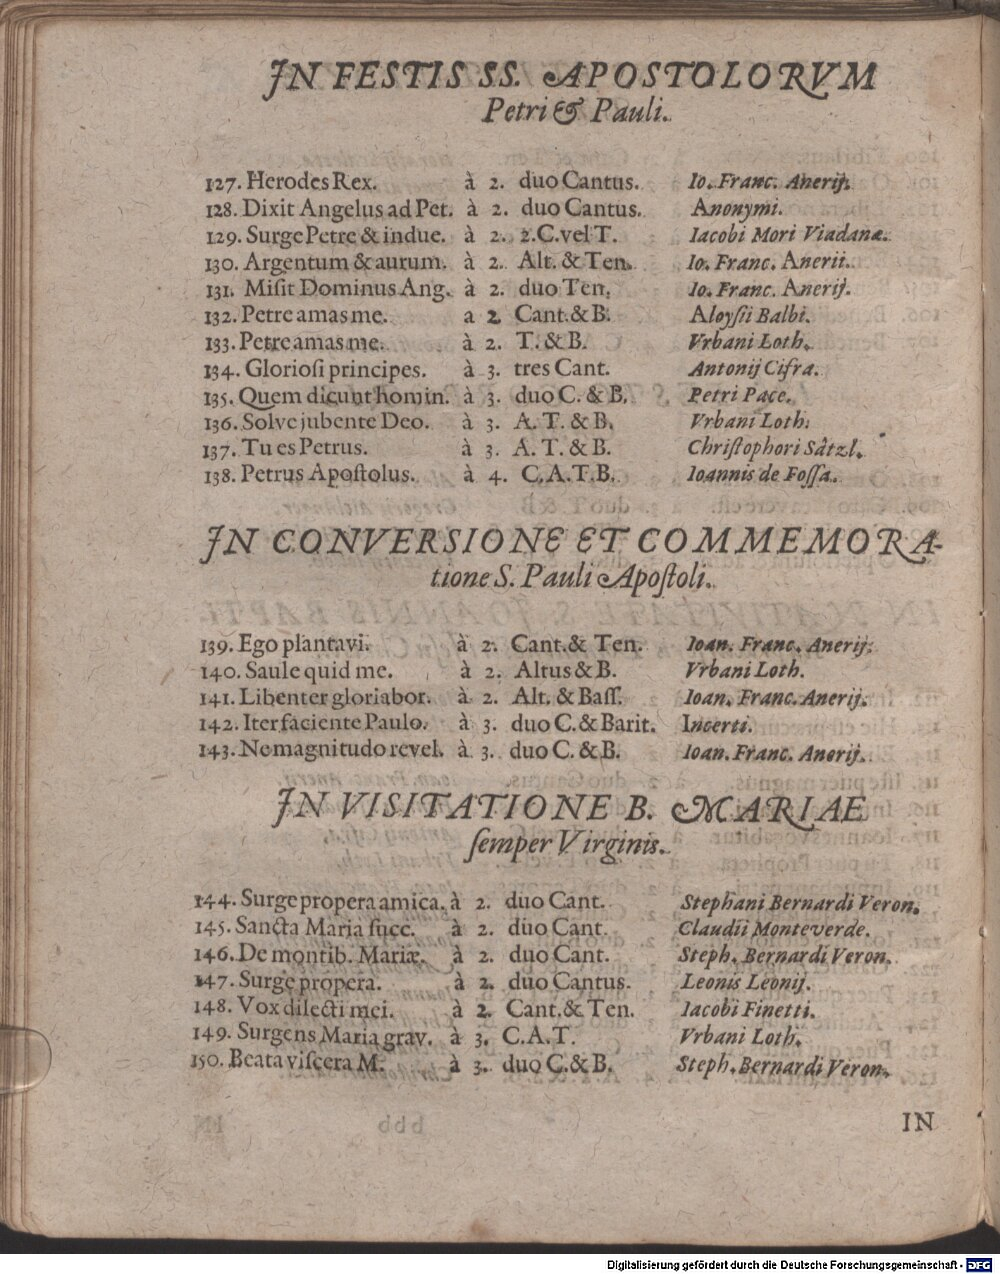 IN FESTIS SS. APOSTOLORVM
Petri & Pauli.
127. Herodes Rex. à 2. duo Cantus. Io. Franc. Anerij.
128. Dixit Angelus ad Pet. à 2. duo Cantus. Anonymi.
129. Surge Petre & indue. à 2. 2. C. vel T. Iacobi Mori Viadanæ.
130. Argentum & aurum. à 2. Alt. & Ten. Io. Franc. Anerii.
131. Misit Dominus Ang. à 2. duo Ten. Io. Franc. Anerij.
132. Petre amas me. a 2 Cant. & B. Aloysii Balbi.
133. Petre amas me. à 2. T. & B. Vrbani Loth.
134. Gloriosi principes. à 3. tres Cant. Antonij Cifra.
135. Quem dicunt homin. à 3. duo C. & B. Petri Pace.
136. Solve jubente Deo. à 3. A. T. & B. Vrbani Loth.
137. Tu es Petrus. à 3. A. T. & B. Christophori Sätzl.
138. Petrus Apostolus. à 4. C. A. T. B. Ioannis de Fossa.
IN CONVERSIONE ET COMMEMORA-
tione S. Pauli Apostoli.
139. Ego plantavi. à 2. Cant. & Ten. Ioan. Franc. Anerij.
140. Saule quid me. à 2. Altus & B. Vrbani Loth.
141. Libenter gloriabor. à 2. Alt. & Bass. Ioan. Franc. Anerij.
142. Iter faciente Paulo. à 3. duo C. & Barit. Incerti.
143. Ne magnitudo revel. à 3. duo C. & B. Ioan. Franc. Anerij.
IN VISITATIONE B. MARIAE
semper Virginis.
144. Surge propera amica. à 2. duo Cant. Stephani Bernardi Veron.
145. Sancta Maria succ. à 2. duo Cant. Claudii Monteverde.
146. De montib. Mariæ. à 2. duo Cant. Steph. Bernardi Veron.
147. Surge propera. à 2. duo Cantus. Leonis Leonij.
148. Vox dilecti mei. à 2. Cant. & Ten. Iacobi Finetti.
149. Surgens Maria grav. à 3. C. A. T. Vrbani Loth.
150. Beata viscera M. à 3. duo C. & B. Steph. Bernardi Veron.
IN
Digitalisierung gefördert durch die Deutsche Forschungsgemeinschaft - DFG